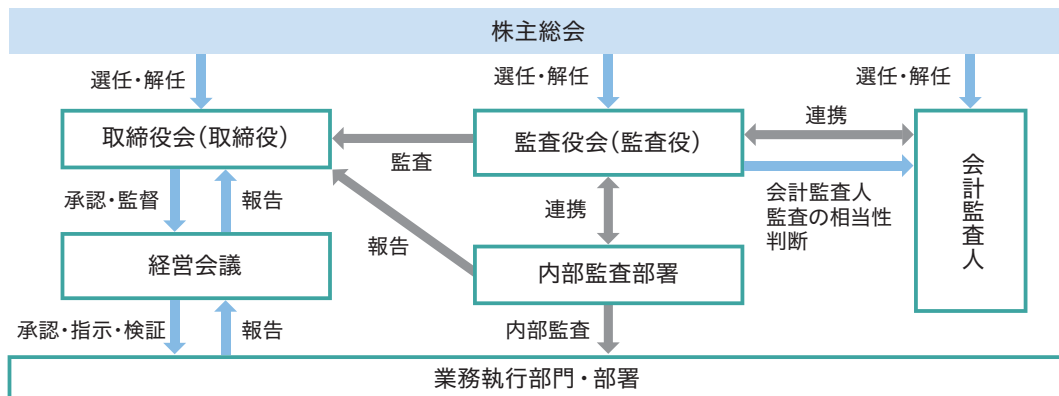 株主総会
選任・解任
選任・解任
選任・解任
取締役会（取締役）
監査役会（監査役）
連携
監査
会計監査人
承認・監督
報告
連携
会計監査人
監査の相当性
判断
報告
経営会議
内部監査部署
承認・指示・検証
報告
内部監査
業務執行部門・部署